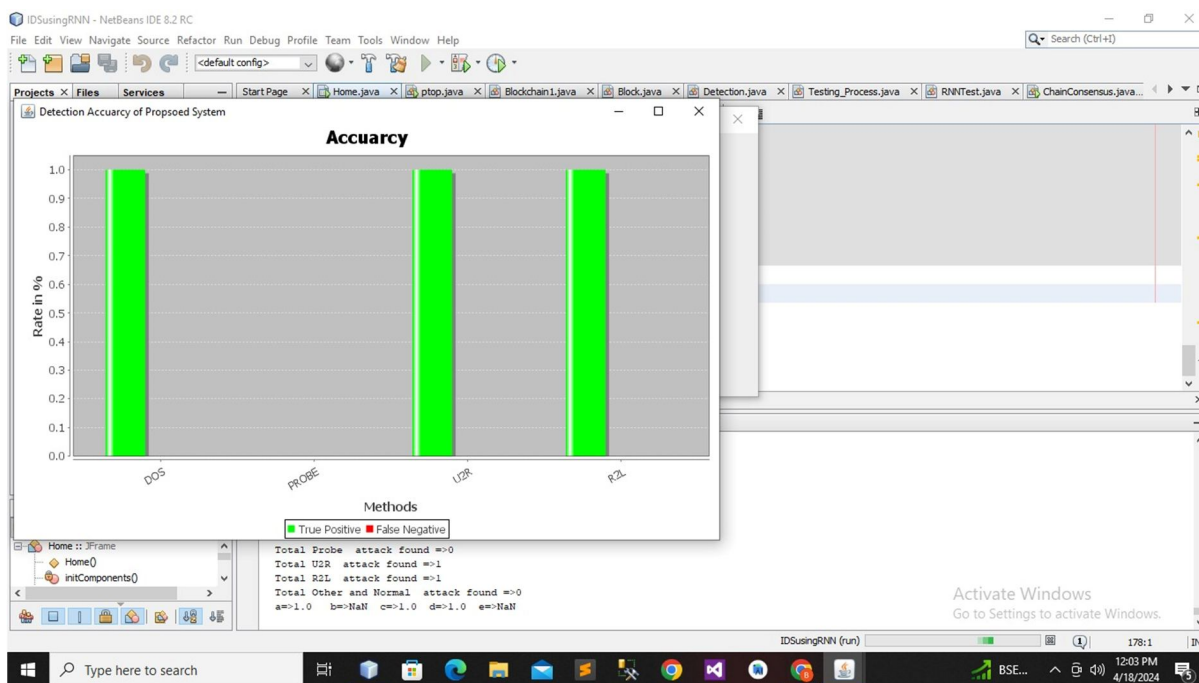 IDSusingRNN - NetBeans IDE 8.2 RC
File Edit View Navigate Source Refactor Run Debug Profile Team Tools Window Help
Search (Ctrl+I)
<default config>
Projects Files Services
Start Page Home.java ptop.java Blockchain1.java Block.java Detection.java Testing_Process.java RNNTest.java ChainConsensus.java...
Detection Accuarcy of Propsoed System
Accuarcy
1.0
0.9
0.8
0.7
0.6
0.5
0.4
0.3
0.2
0.1
0.0
Rate in %
DOS PROBE U2R R2L
Methods
True Positive False Negative
Home :: JFrame
Home()
initComponents()
Total Probe attack found =>0
Total U2R attack found =>1
Total R2L attack found =>1
Total Other and Normal attack found =>0
a=>1.0 b=>NaN c=>1.0 d=>1.0 e=>NaN
Activate Windows
Go to Settings to activate Windows.
IDSusingRNN (run)
1
178:1
IN
Type here to search
BSE...
12:03 PM
4/18/2024
5